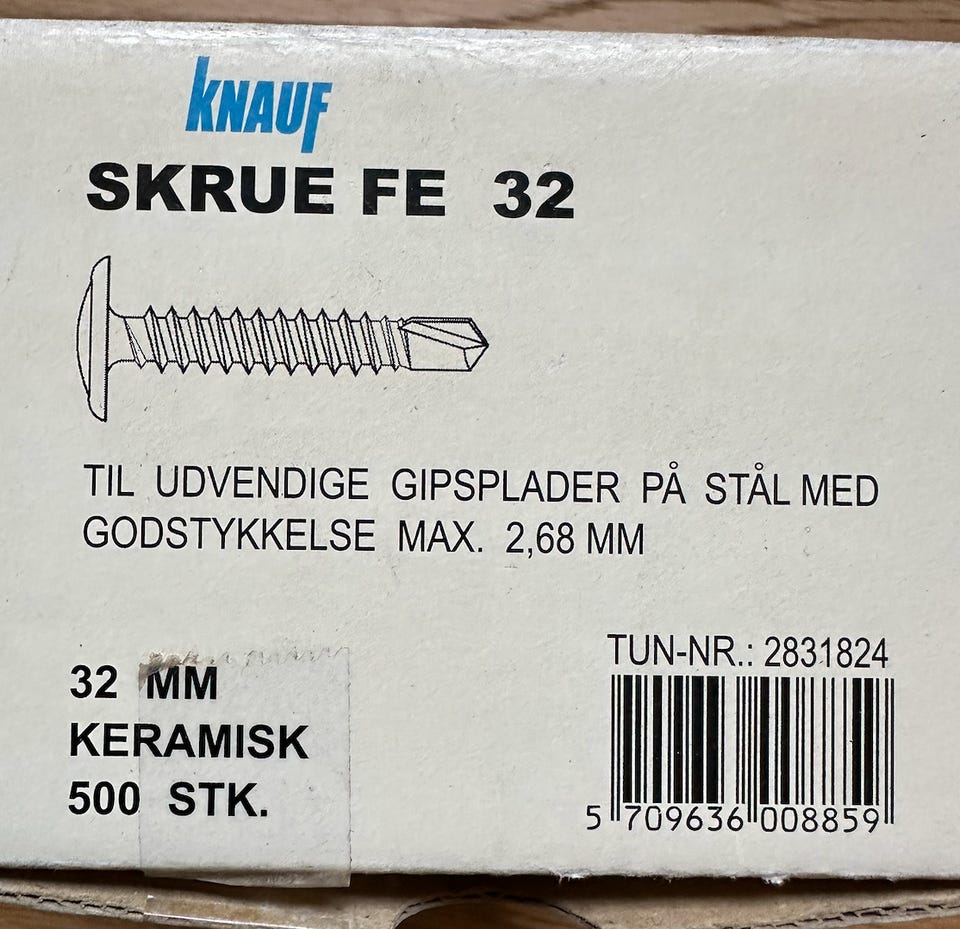 KNAUF
SKRUE FE 32
TIL UDVENDIGE GIPSPLADER PÅ STÅL MED
GODSTYKKELSE MAX. 2,68 MM
32 MM
KERAMISK
500 STK.
TUN-NR.: 2831824
5 709636 008859